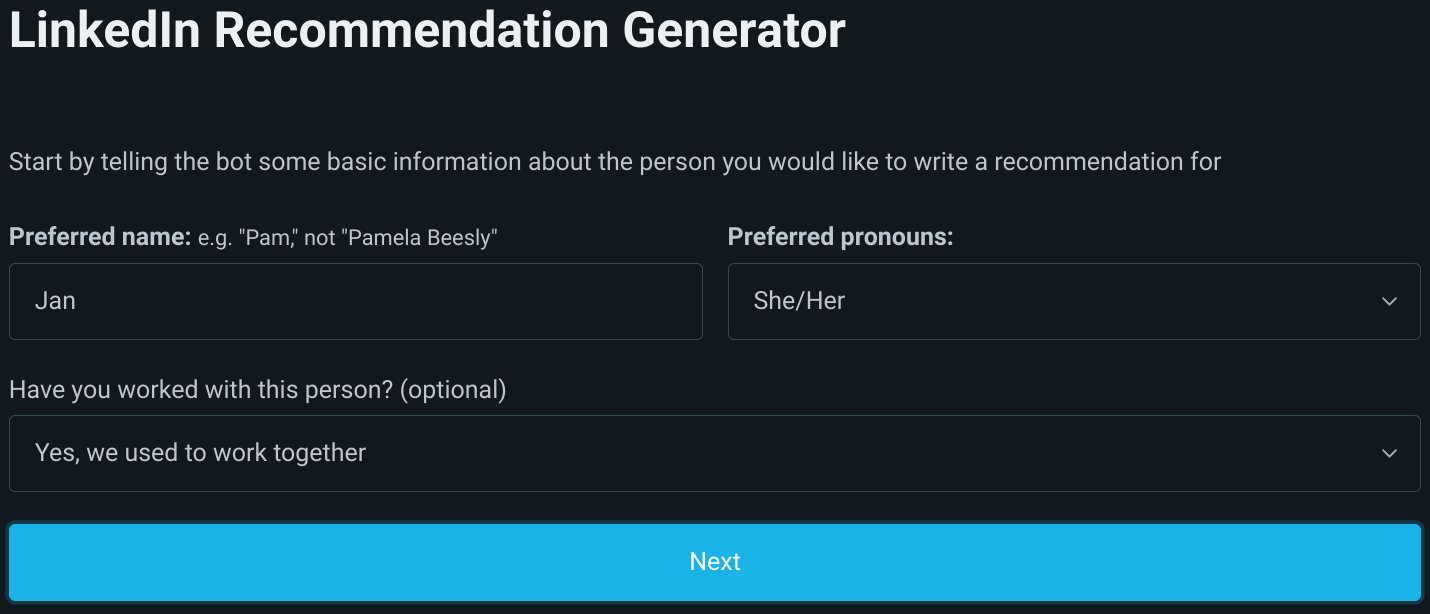 LinkedIn Recommendation Generator
Start by telling the bot some basic information about the person you would like to write a recommendation for
Preferred name: e.g. "Pam," not "Pamela Beesly"
Jan
Preferred pronouns:
She/Her
Have you worked with this person? (optional)
Yes, we used to work together
Next